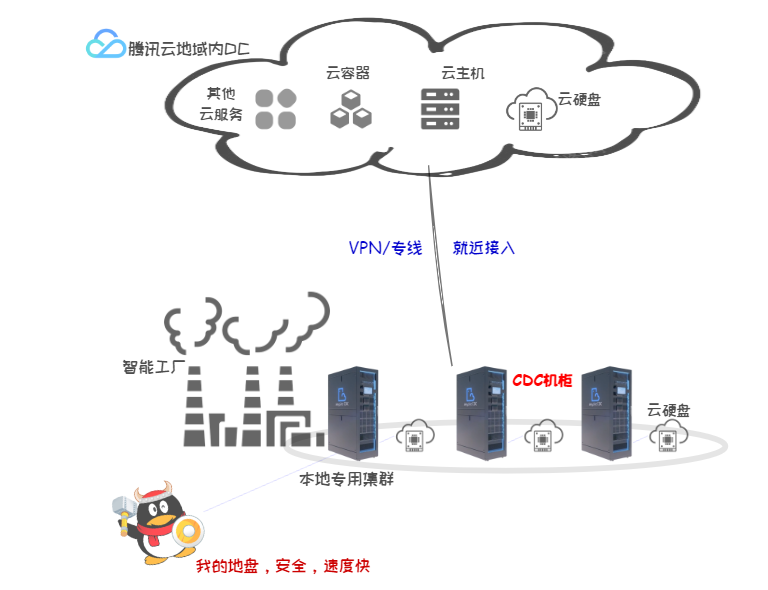 腾讯云地域内DC
其他
云服务
云容器
云主机
云硬盘
VPN/专线
就近接入
智能工厂
CDC机柜
云硬盘
本地专用集群
我的地盘，安全，速度快